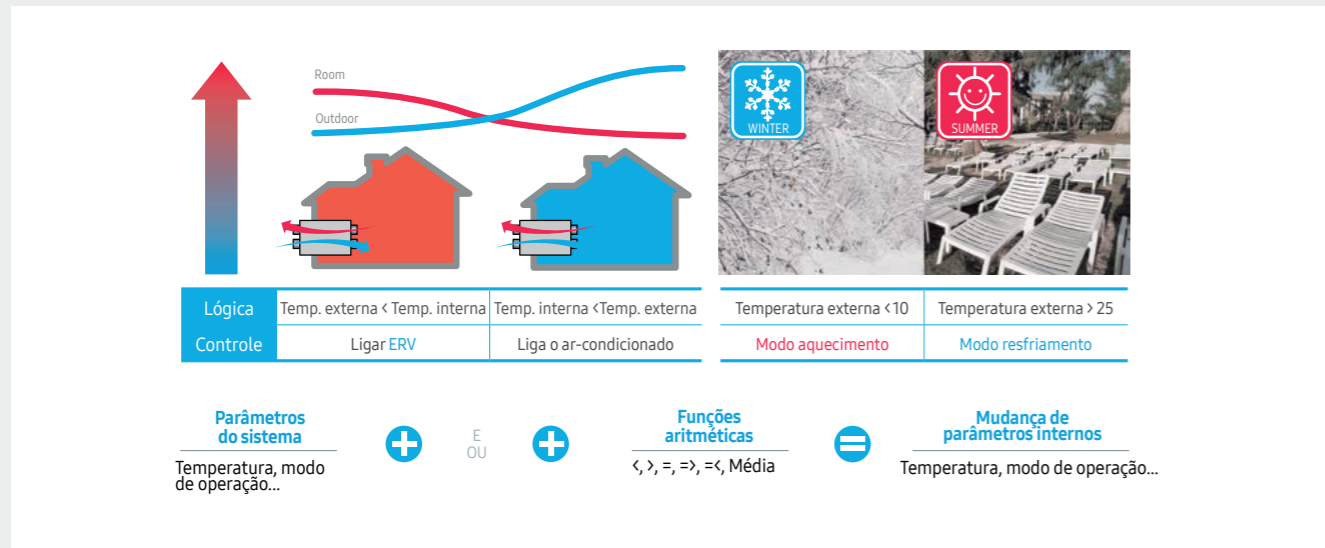 Room
Outdoor
WINTER
SUMMER
Lógica
Temp. externa < Temp. interna
Temp. interna <Temp. externa
Temperatura externa <10
Temperatura externa > 25
Controle
Ligar ERV
Liga o ar-condicionado
Modo aquecimento
Modo resfriamento
Parâmetros
do sistema
Temperatura, modo
de operação...
E
OU
Funções
aritméticas
<, >, =, =>, =<, Média
Mudança de
parâmetros internos
Temperatura, modo de operação...